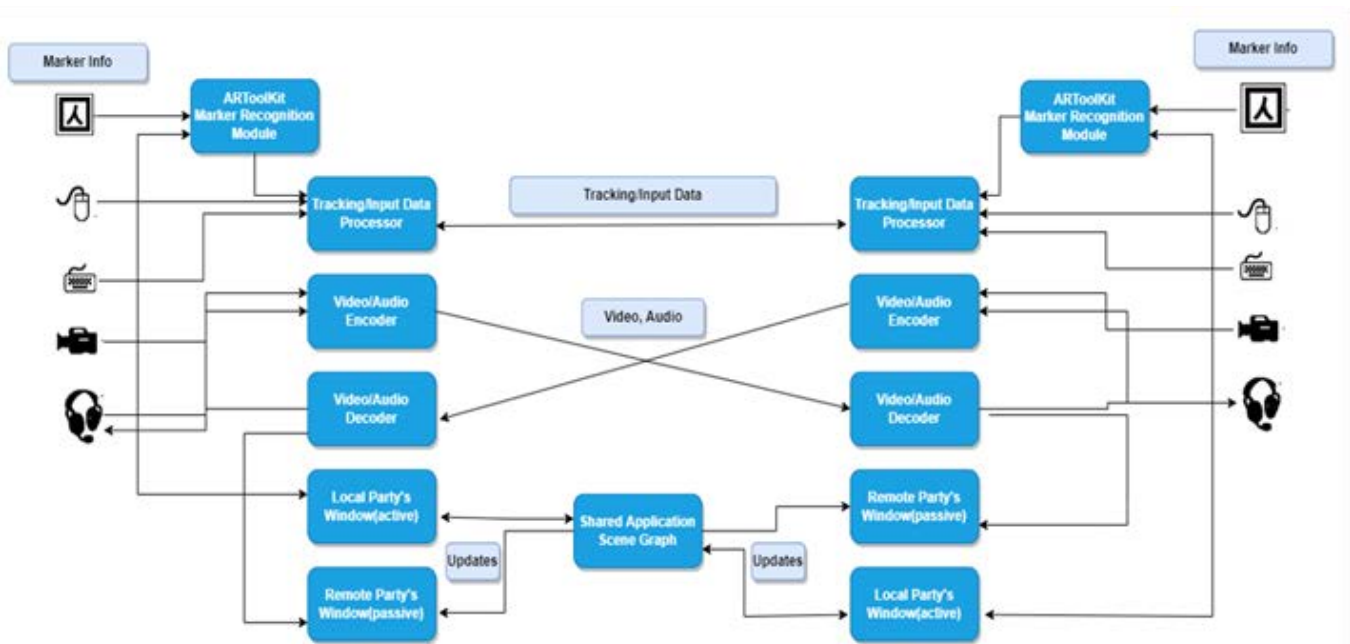 Marker Info
Marker Info
ARToolKit
Marker Recognition
Module
ARToolKit
Marker Recognition
Module
人
人
Tracking/Input Data
Processor
Tracking/Input Data
Tracking/Input Data
Processor
Video/Audio
Encoder
Video, Audio
Video/Audio
Encoder
Video/Audio
Decoder
Video/Audio
Decoder
Local Party's
Window(active)
Shared Application
Scene Graph
Remote Party's
Window(passive)
Updates
Updates
Remote Party's
Window(passive)
Local Party's
Window(active)